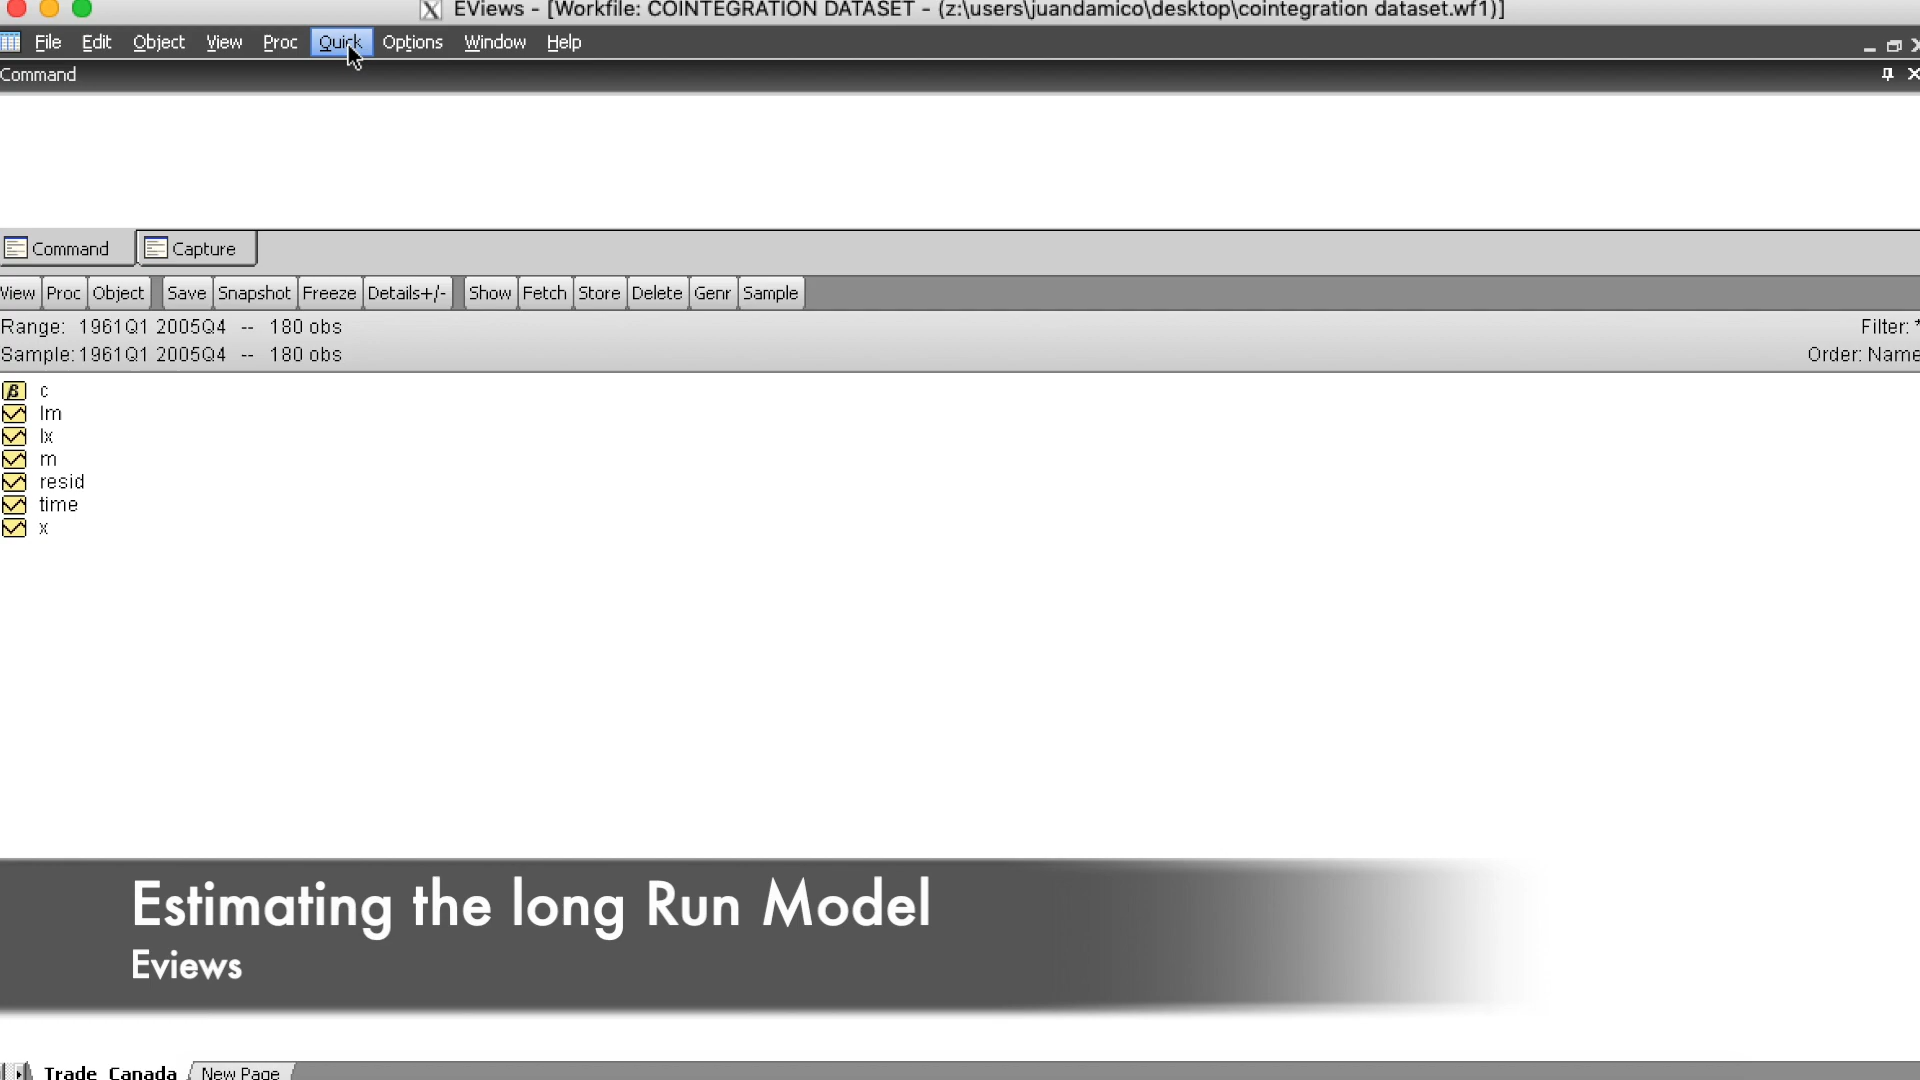 EViews - [Workfile: COINTEGRATION DATASET - (z:\users\juandamico\desktop\cointegration dataset.wf1)]
File Edit Object View Proc Quick Options Window Help
Command
Command Capture
View Proc Object Save Snapshot Freeze Details+/- Show Fetch Store Delete Genr Sample
Range: 1961Q1 2005Q4 -- 180 obs Filter: *
Sample: 1961Q1 2005Q4 -- 180 obs Order: Name
β c
lm
lx
m
resid
time
x
Estimating the long Run Model
Eviews
Trade_Canada New Page